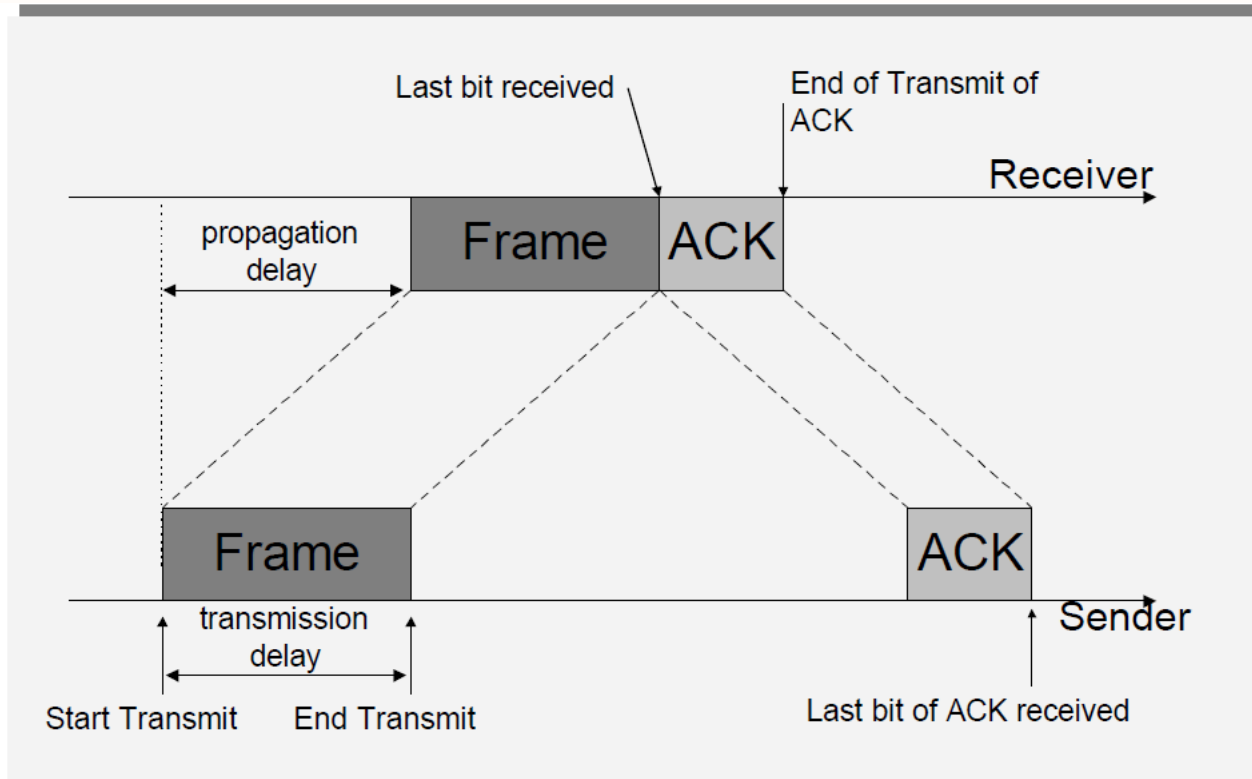 Last bit received
End of Transmit of
ACK
Receiver
propagation
delay
Frame
ACK
Frame
ACK
transmission
delay
Sender
Start Transmit
End Transmit
Last bit of ACK received